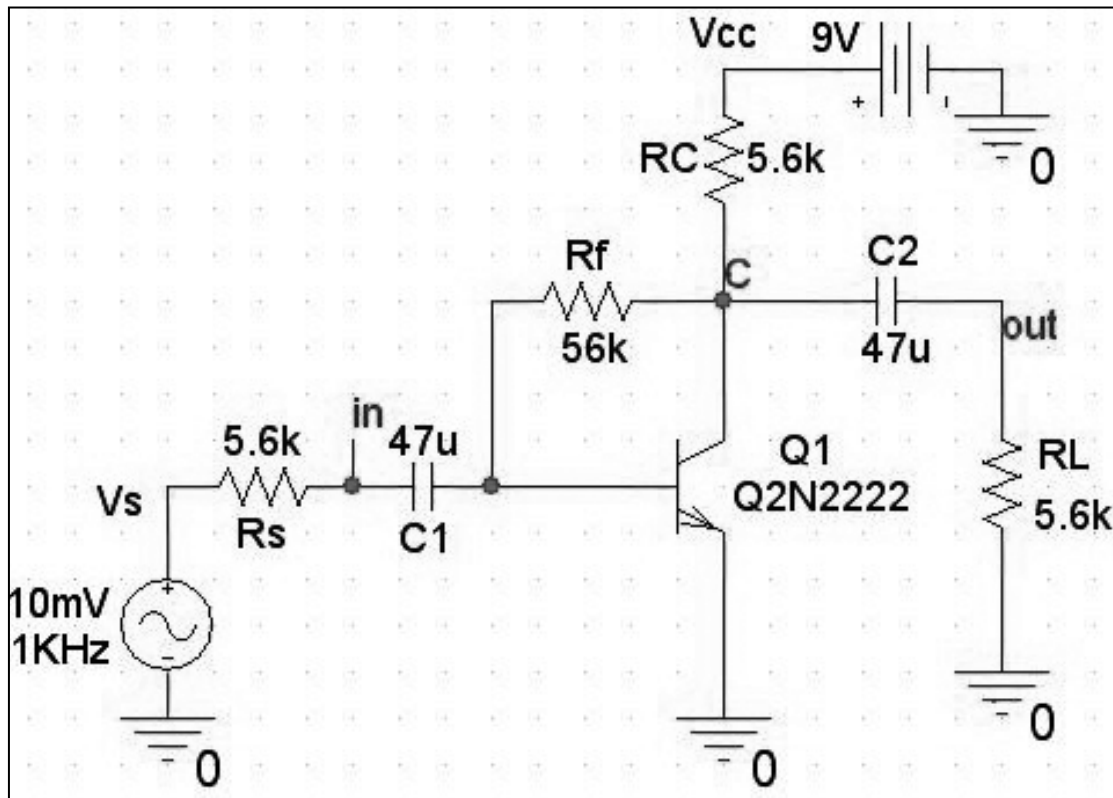 Vcc 9V
+ -
RC 5.6k
0
Rf
C
C2
56k
47u
out
in
5.6k
47u
Vs
Rs
C1
Q1
Q2N2222
RL
5.6k
10mV
1KHz
+
-
0
0
0